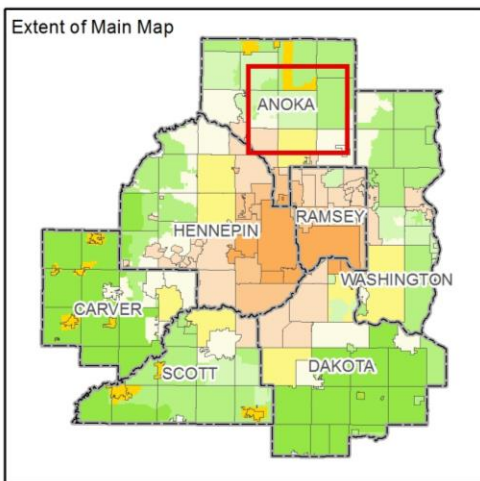 Extent of Main Map
ANOKA
HENNEPIN
RAMSEY
WASHINGTON
CARVER
SCOTT
DAKOTA